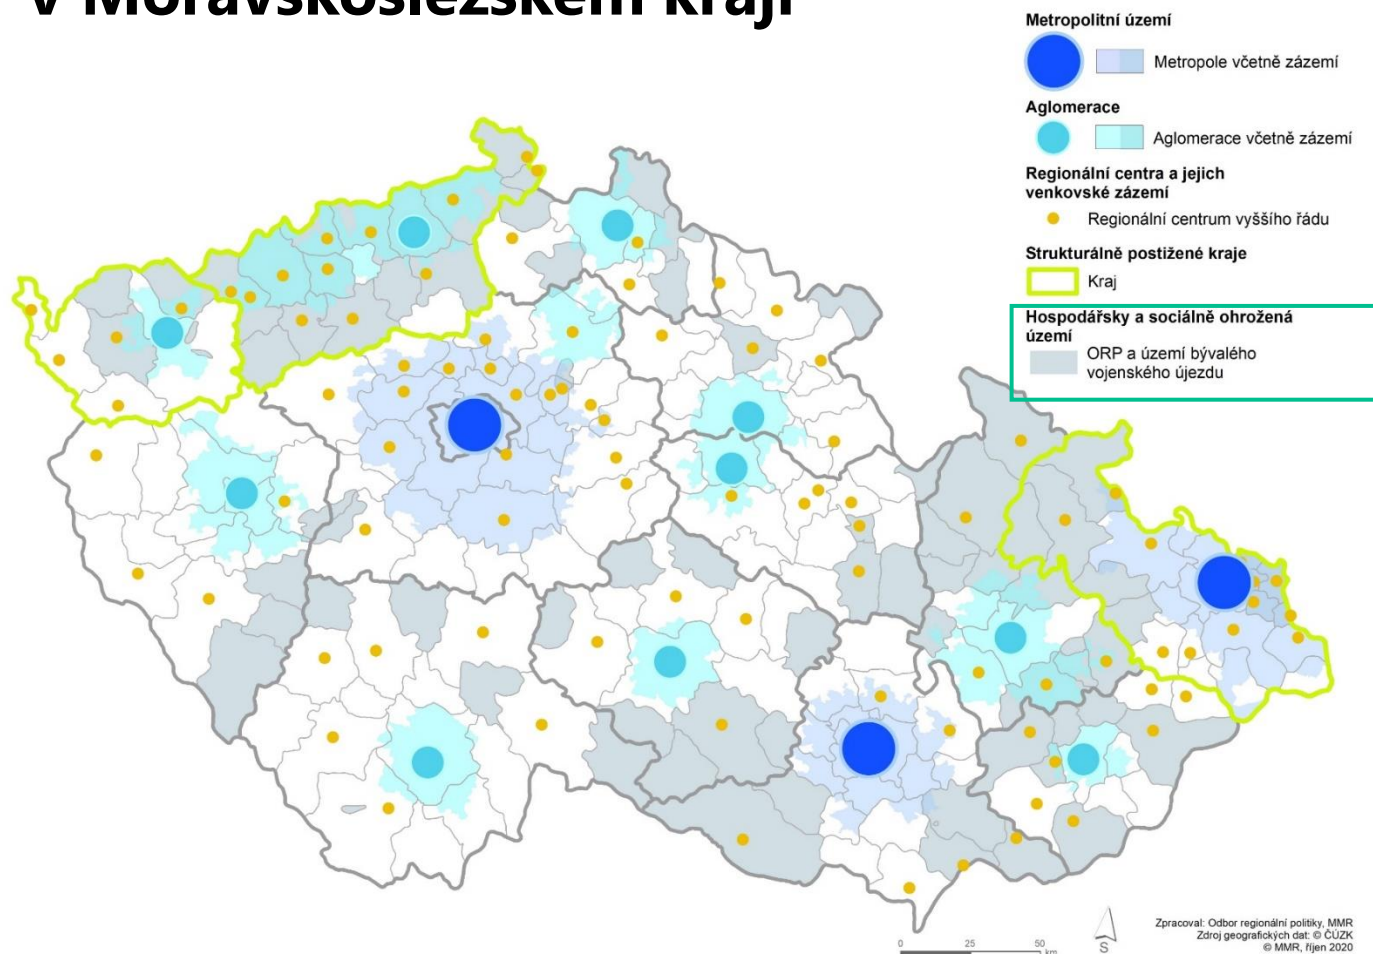 v Moravskoslezském kraji
Metropolitní území
Metropole včetně zázemí
Aglomerace
Aglomerace včetně zázemí
Regionální centra a jejich
venkovské zázemí
Regionální centrum vyššího řádu
Strukturálně postižené kraje
Kraj
Hospodářsky a sociálně ohrožená
území
ORP a území bývalého
vojenského újezdu
0 25 50
km
S
Zpracoval: Odbor regionální politiky, MMR
Zdroj geografických dat: © ČÚZK
© MMR, říjen 2020